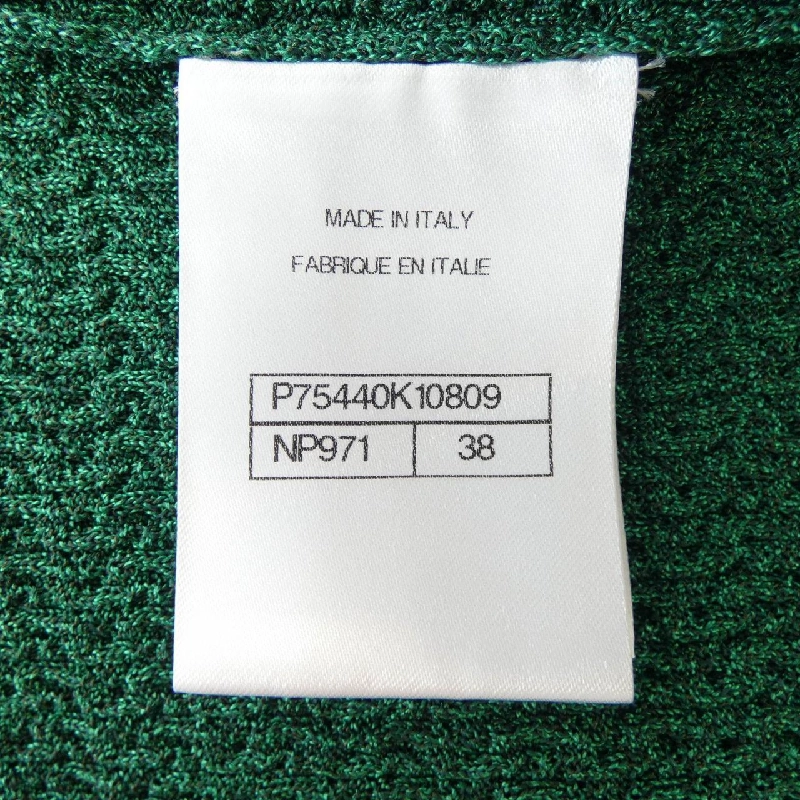 MADE IN ITALY
FABRIQUE EN ITALIE
P75440K10809
NP971 38